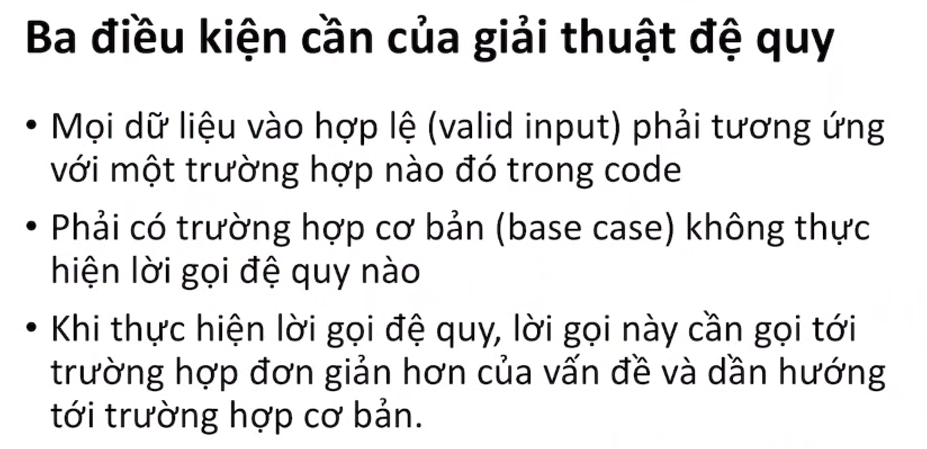 Ba điều kiện cần của giải thuật đệ quy
• Mọi dữ liệu vào hợp lệ (valid input) phải tương ứng
với một trường hợp nào đó trong code
• Phải có trường hợp cơ bản (base case) không thực
hiện lời gọi đệ quy nào
• Khi thực hiện lời gọi đệ quy, lời gọi này cần gọi tới
trường hợp đơn giản hơn của vấn đề và dần hướng
tới trường hợp cơ bản.